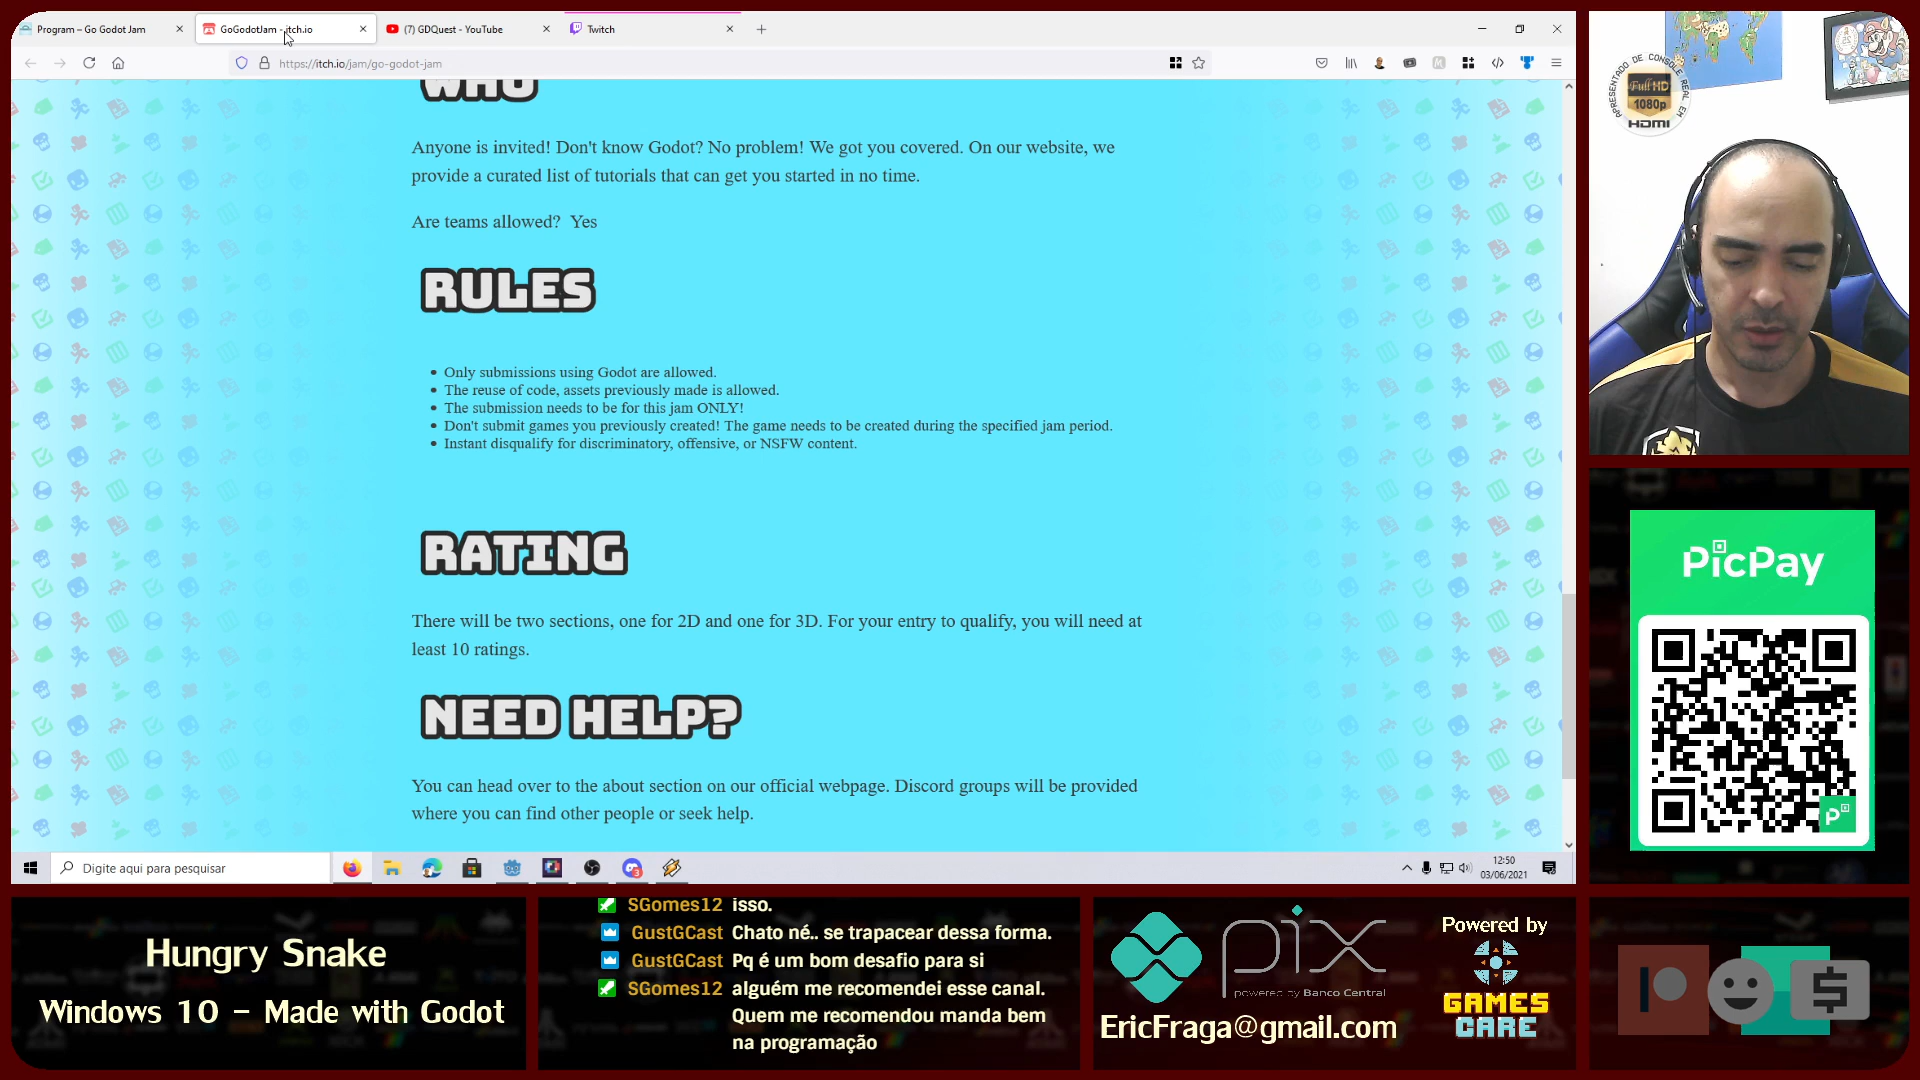 Program – Go Godot Jam
GoGodotJam - itch.io
(7) GDQuest - YouTube
Twitch
https://itch.io/jam/go-godot-jam
WHO
Anyone is invited! Don't know Godot? No problem! We got you covered. On our website, we
provide a curated list of tutorials that can get you started in no time.
Are teams allowed?  Yes
RULES
Only submissions using Godot are allowed.
The reuse of code, assets previously made is allowed.
The submission needs to be for this jam ONLY!
Don't submit games you previously created! The game needs to be created during the specified jam period.
Instant disqualify for discriminatory, offensive, or NSFW content.
RATING
There will be two sections, one for 2D and one for 3D. For your entry to qualify, you will need at
least 10 ratings.
NEED HELP?
You can head over to the about section on our official webpage. Discord groups will be provided
where you can find other people or seek help.
Digite aqui para pesquisar
12:50
03/06/2021
APRESENTADO DE CONSOLE REAL EM
Full HD
1080p
HDMI
PicPay
Hungry Snake
Windows 10 - Made with Godot
SGomes12 isso.
GustGCast Chato né.. se trapacear dessa forma.
GustGCast Pq é um bom desafio para si
SGomes12 alguém me recomendei esse canal.
Quem me recomendou manda bem
na programação
pix
powered by Banco Central
EricFraga@gmail.com
Powered by
GAMES
CARE